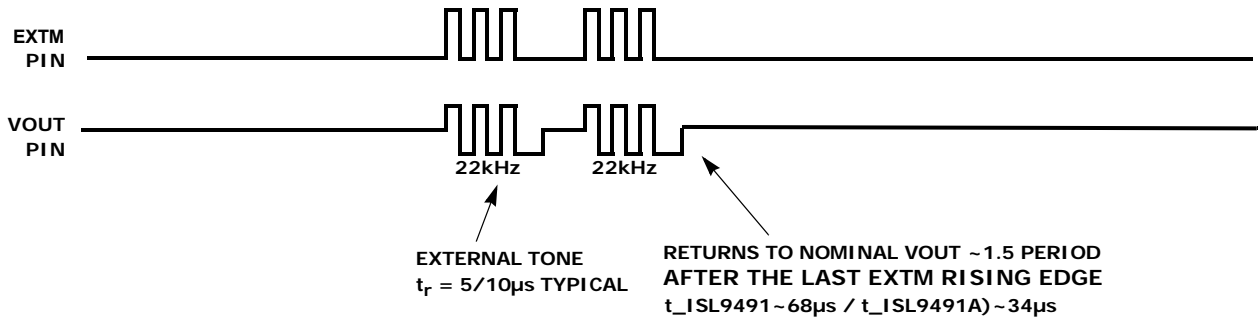 EXTM
PIN
VOUT
PIN
22kHz 22kHz
EXTERNAL TONE
tr = 5/10µs TYPICAL
RETURNS TO NOMINAL VOUT ~1.5 PERIOD
AFTER THE LAST EXTM RISING EDGE
t_ISL9491~68µs / t_ISL9491A)~34µs